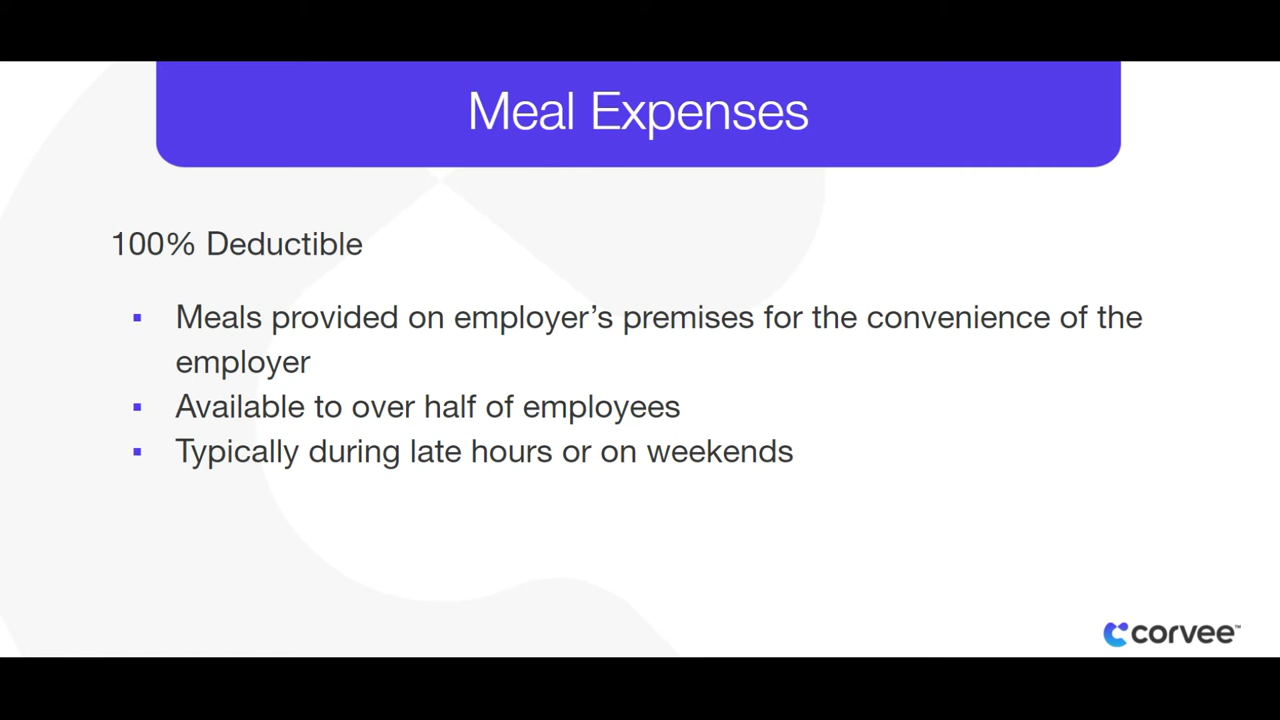 Meal Expenses
100% Deductible
▪ Meals provided on employer’s premises for the convenience of the
employer
▪ Available to over half of employees
▪ Typically during late hours or on weekends
corvee™